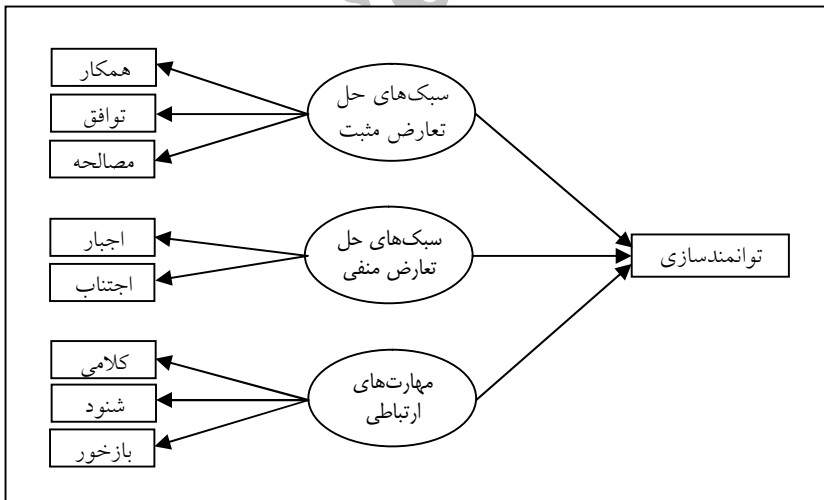 همکار
توافق
مصالحه
سبک‌های حل
تعارض مثبت
اجبار
اجتناب
سبک‌های حل
تعارض منفی
توانمندسازی
کلامی
شنود
بازخور
مهارت‌های
ارتباطی